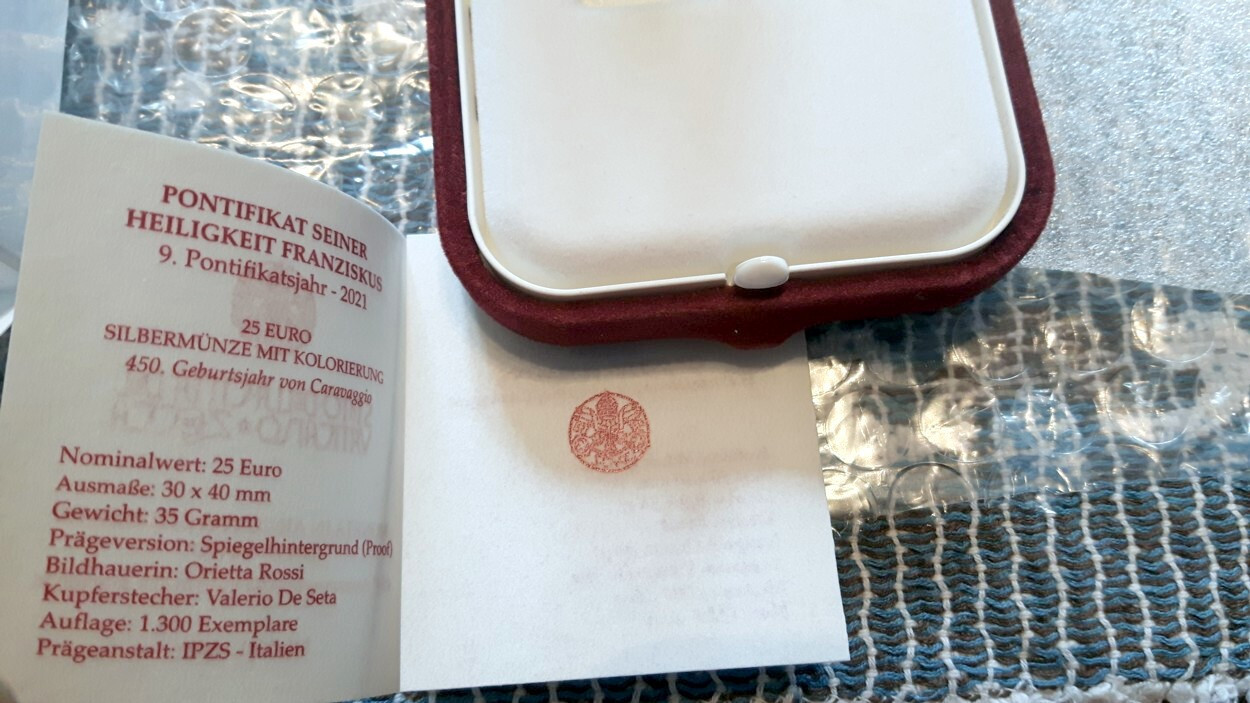 PONTIFIKAT SEINER
HEILIGKEIT FRANZISKUS
9. Pontifikatsjahr - 2021
25 EURO
SILBERMÜNZE MIT KOLORIERUNG
450. Geburtsjahr von Caravaggio
Nominalwert: 25 Euro
Ausmaße: 30 x 40 mm
Gewicht: 35 Gramm
Prägeversion: Spiegelhintergrund (Proof)
Bildhauerin: Orietta Rossi
Kupferstecher: Valerio De Seta
Auflage: 1.300 Exemplare
Prägeanstalt: IPZS - Italien